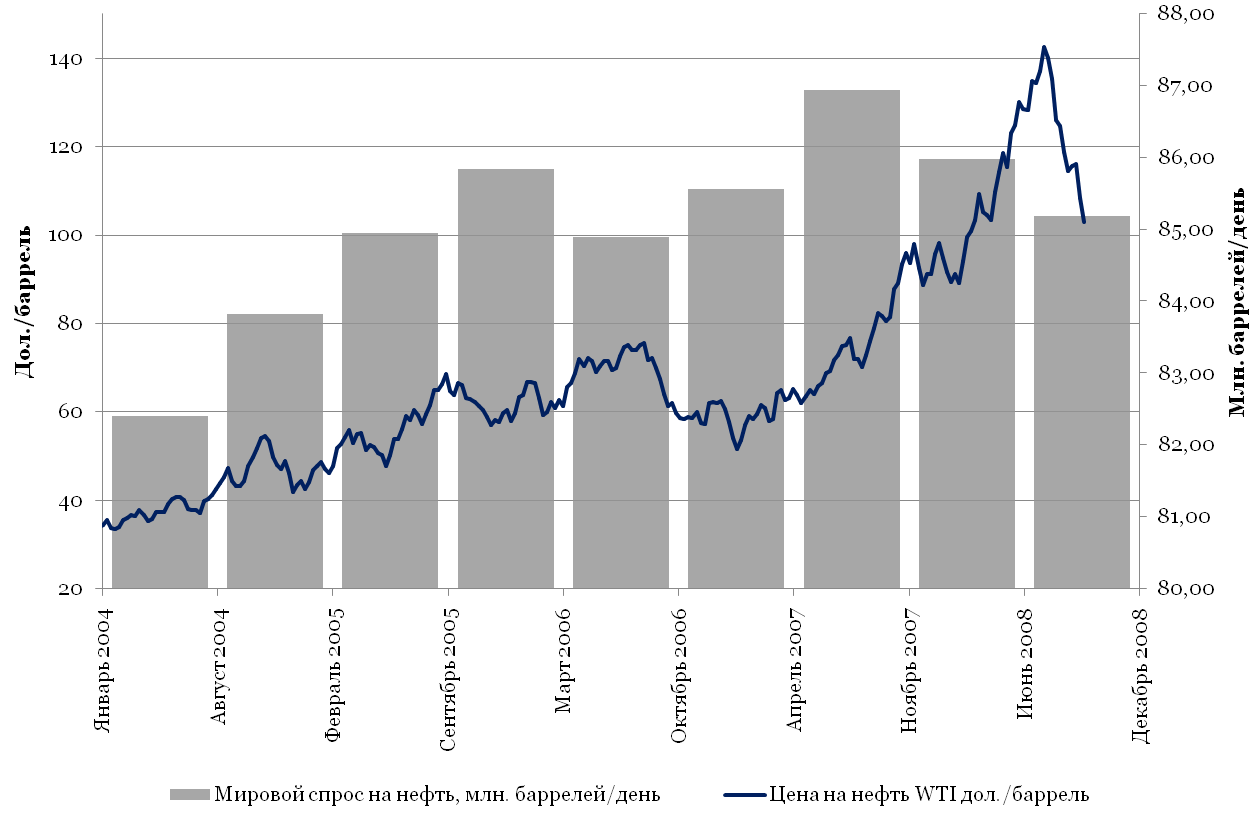 Дол./баррель
140
120
100
80
60
40
20
88,00
87,00
86,00
85,00
84,00
83,00
82,00
81,00
80,00
Млн. баррелей/день
Январь 2004
Август 2004
Февраль 2005
Сентябрь 2005
Март 2006
Октябрь 2006
Апрель 2007
Ноябрь 2007
Июнь 2008
Декабрь 2008
Мировой спрос на нефть, млн. баррелей/день
Цена на нефть WTI дол./баррель